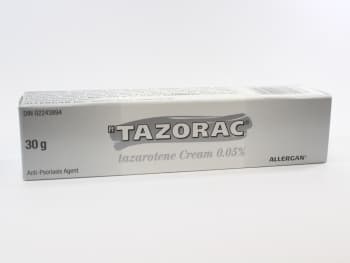 DIN 02243894
TAZORAC®
30 g
tazarotene Cream 0.05%
ALLERGAN
Anti-Psoriasis Agent